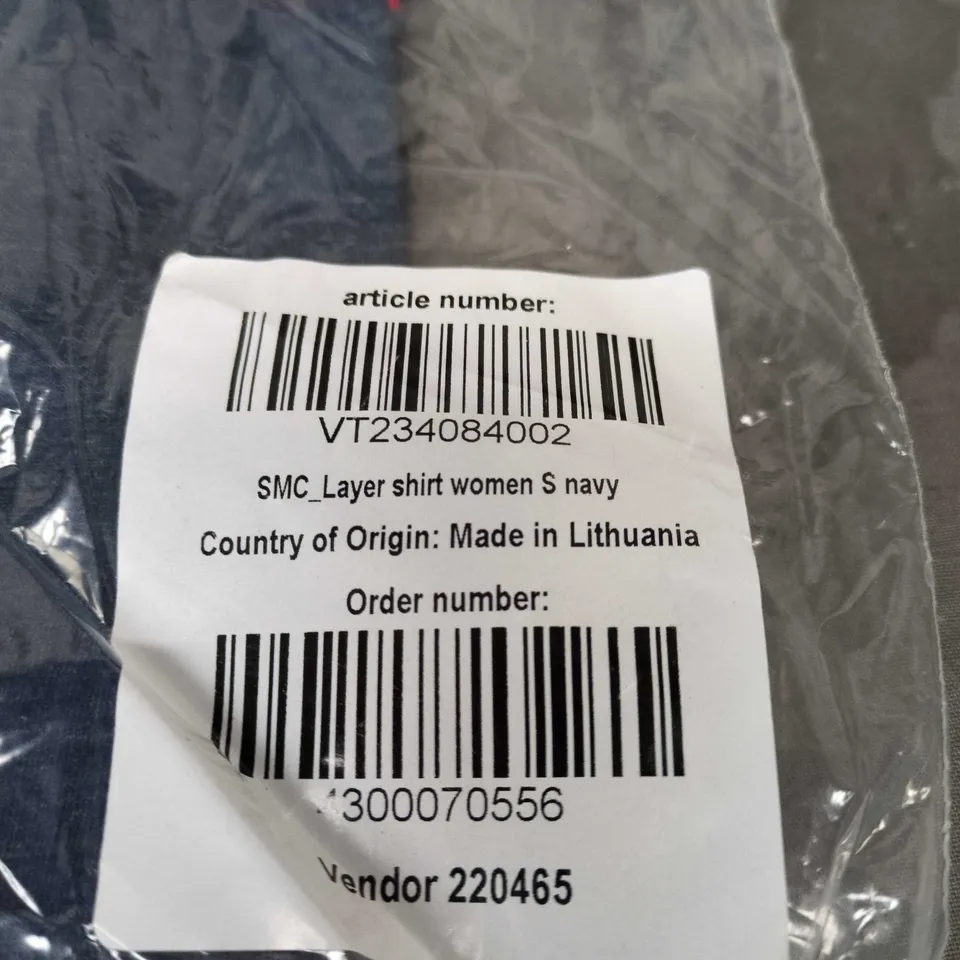 article number:
VT234084002
SMC_Layer shirt women S navy
Country of Origin: Made in Lithuania
Order number:
4300070556
Vendor 220465